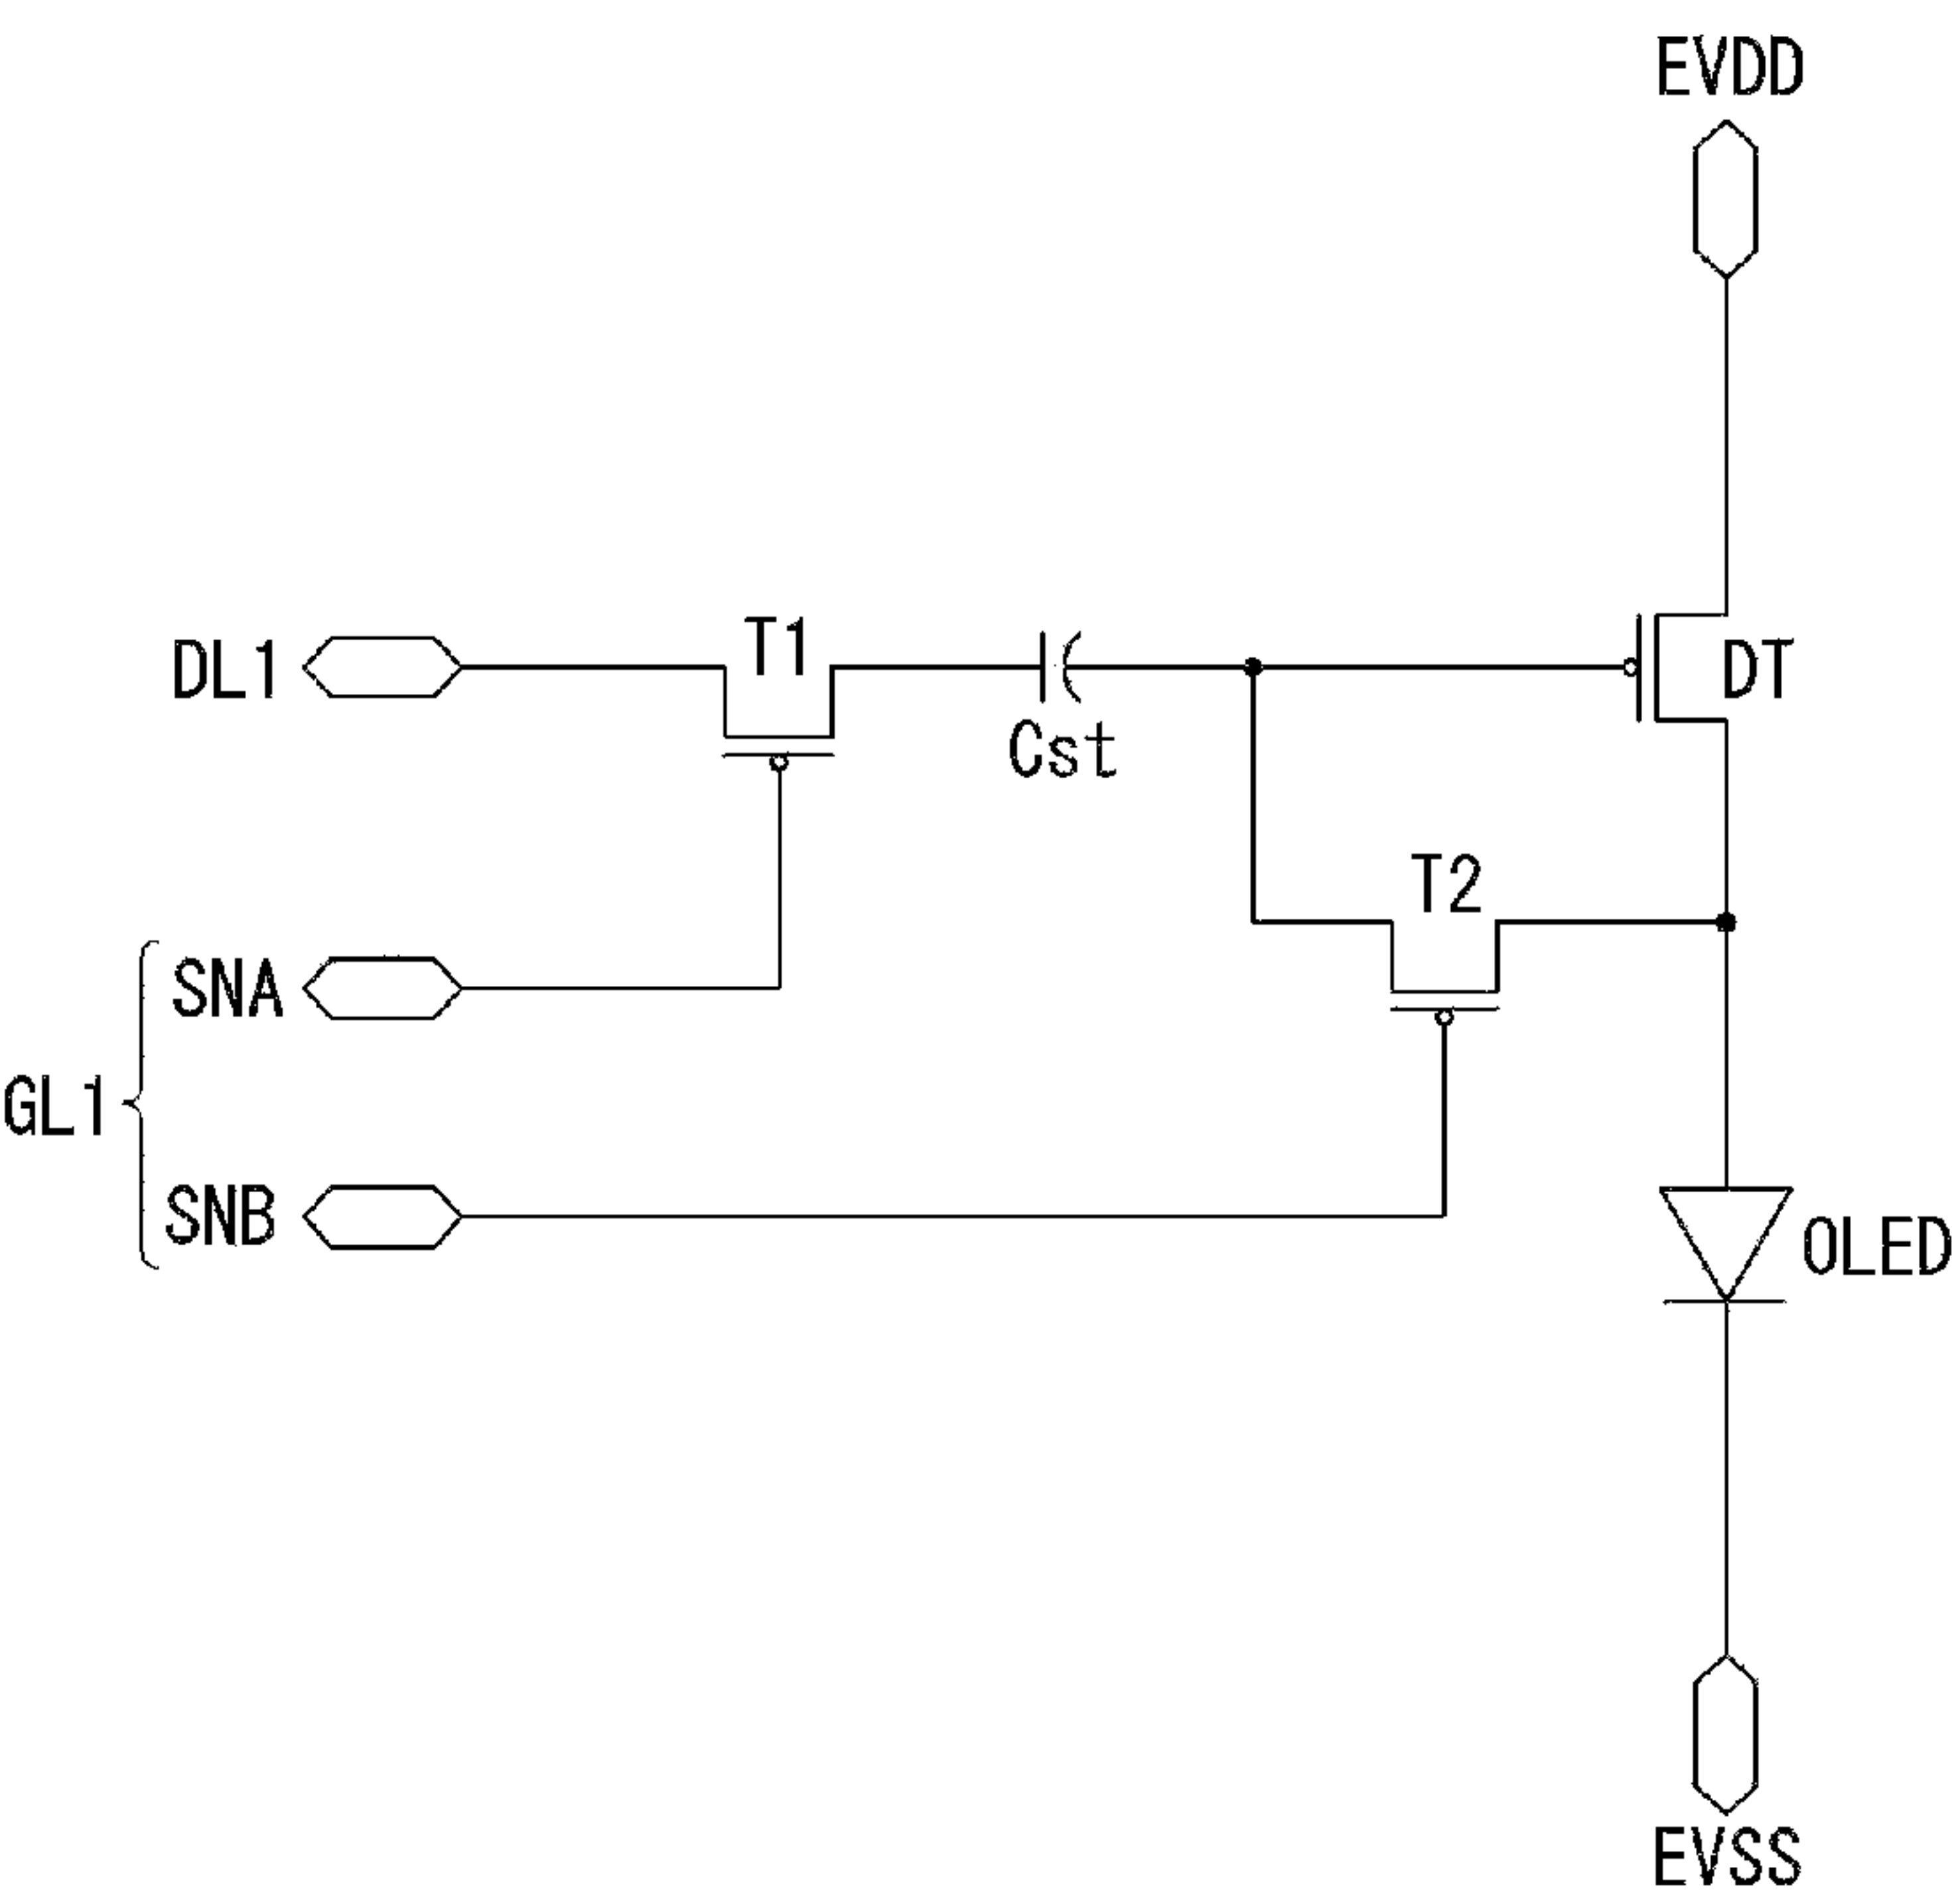 EVDD
DL1
T1
DT
Cst
T2
SNA
GL1
SNB
OLED
EVSS